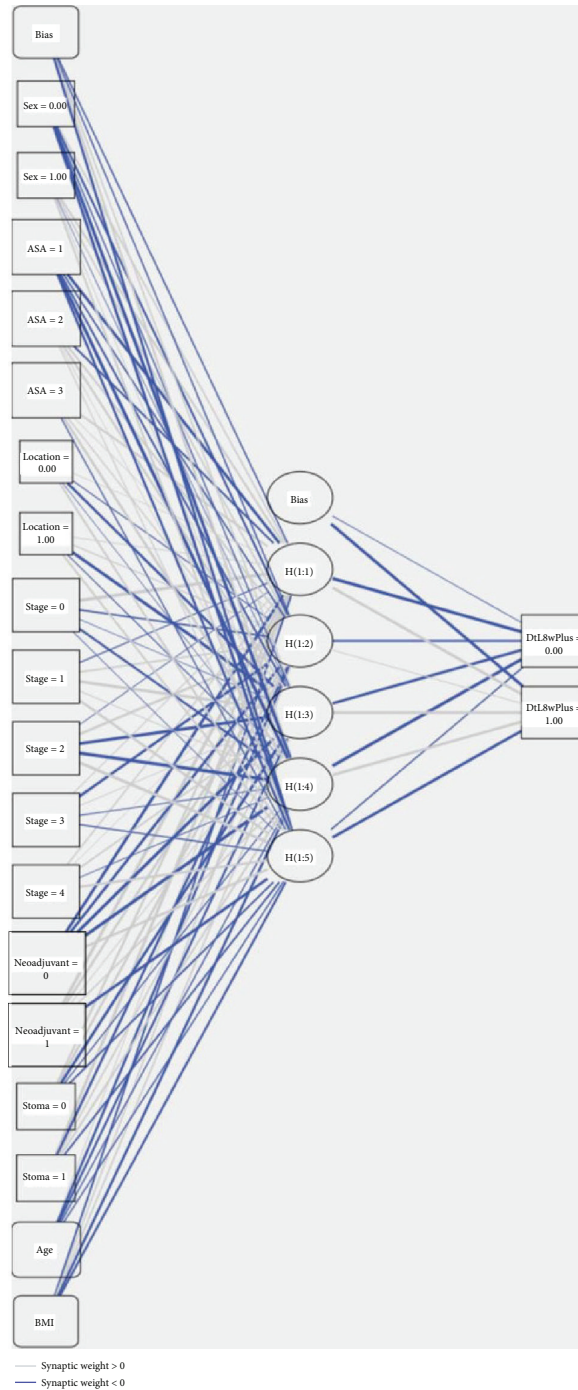 Bias
Sex = 0.00
Sex = 1.00
ASA = 1
ASA = 2
ASA = 3
Location =
0.00
Location =
1.00
Stage = 0
Stage = 1
Stage = 2
Stage = 3
Stage = 4
Neoadjuvant =
0
Neoadjuvant =
1
Stoma = 0
Stoma = 1
Age
BMI
Bias
H(1:1)
H(1:2)
H(1:3)
H(1:4)
H(1:5)
DtL8wPlus =
0.00
DtL8wPlus =
1.00
Synaptic weight > 0
Synaptic weight < 0